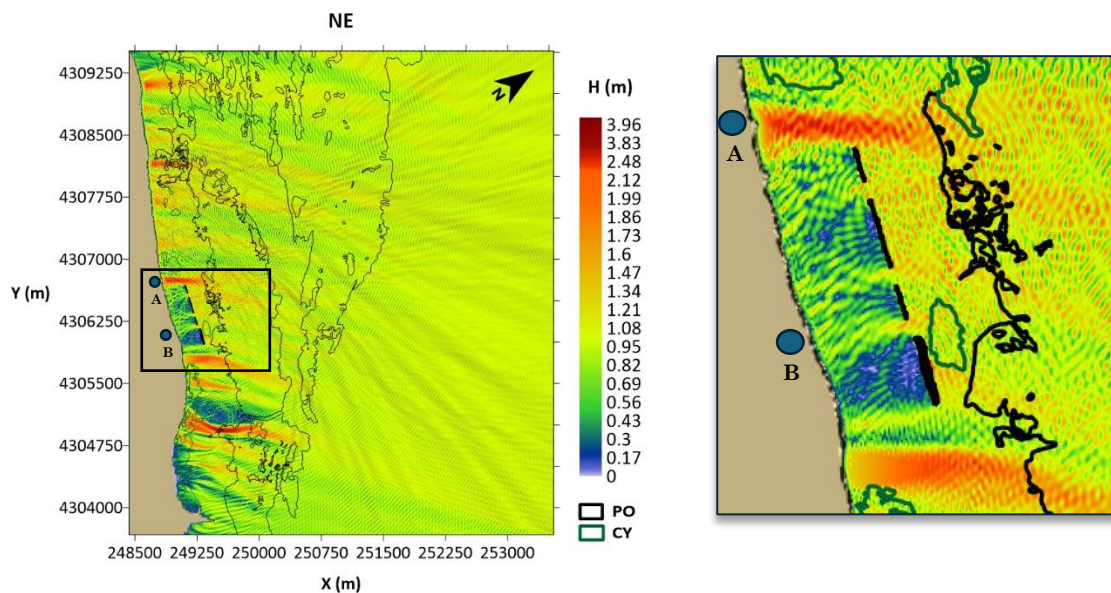 NE
4309250
4308500
4307750
4307000
4306250
4305500
4304750
4304000
Y (m)
248500 249250 250000 250750 251500 252250 253000
X (m)
N
A
B
H (m)
3.96
3.83
2.48
2.12
1.99
1.86
1.73
1.6
1.47
1.34
1.21
1.08
0.95
0.82
0.69
0.56
0.43
0.3
0.17
0
PO
CY
A
B